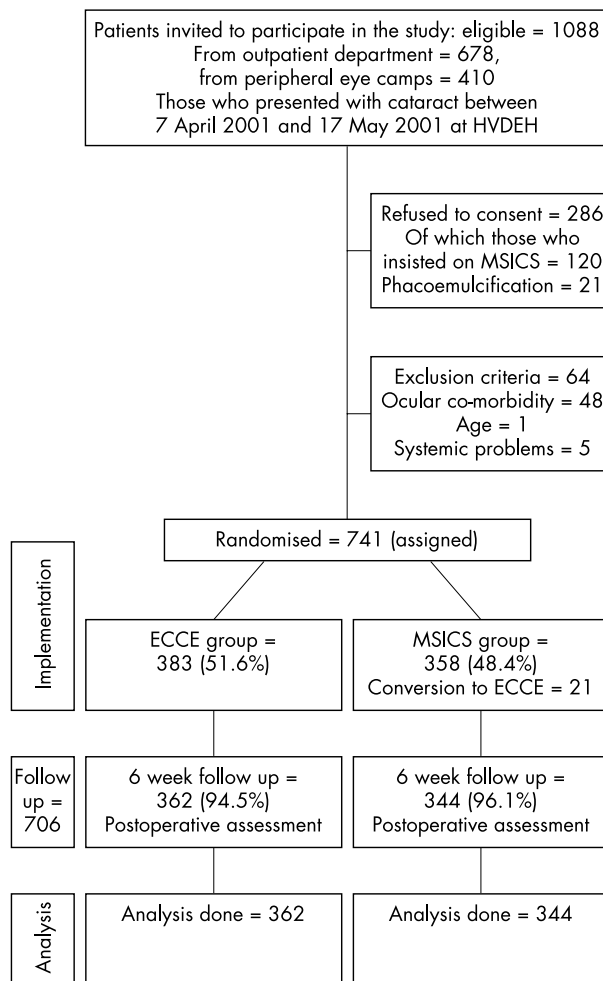 Patients invited to participate in the study: eligible = 1088
From outpatient department = 678,
from peripheral eye camps = 410
Those who presented with cataract between
7 April 2001 and 17 May 2001 at HVDEH
Refused to consent = 286
Of which those who
insisted on MSICS = 120
Phacoemulcification = 21
Exclusion criteria = 64
Ocular co-morbidity = 48
Age = 1
Systemic problems = 5
Randomised = 741 (assigned)
Implementation
ECCE group =
383 (51.6%)
MSICS group =
358 (48.4%)
Conversion to ECCE = 21
Follow
up =
706
6 week follow up =
362 (94.5%)
Postoperative assessment
6 week follow up =
344 (96.1%)
Postoperative assessment
Analysis
Analysis done = 362
Analysis done = 344